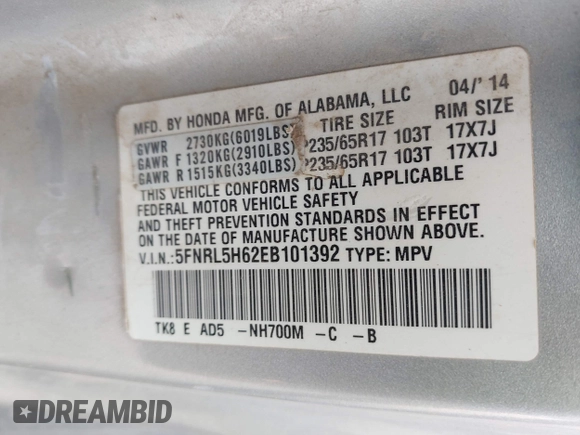 MFD. BY HONDA MFG. OF ALABAMA, LLC 04/'14
GVWR 2730KG(6019LBS) TIRE SIZE RIM SIZE
GAWR F 1320KG(2910LBS) P235/65R17 103T 17X7J
GAWR R 1515KG(3340LBS) P235/65R17 103T 17X7J
THIS VEHICLE CONFORMS TO ALL APPLICABLE
FEDERAL MOTOR VEHICLE SAFETY
AND THEFT PREVENTION STANDARDS IN EFFECT
ON THE DATE OF MANUFACTURE SHOWN ABOVE.
V.I.N.:5FNRL5H62EB101392 TYPE: MPV
TK8 E AD5 -NH700M -C -B
DREAMBID